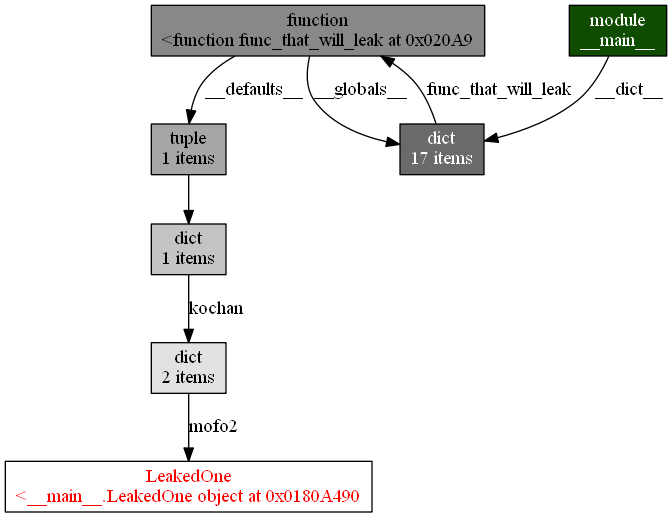 function
<function func_that_will_leak at 0x020A9
module
__main__
__defaults__
__globals__
func_that_will_leak
__dict__
tuple
1 items
dict
17 items
dict
1 items
kochan
dict
2 items
mofo2
LeakedOne
<__main__.LeakedOne object at 0x0180A490